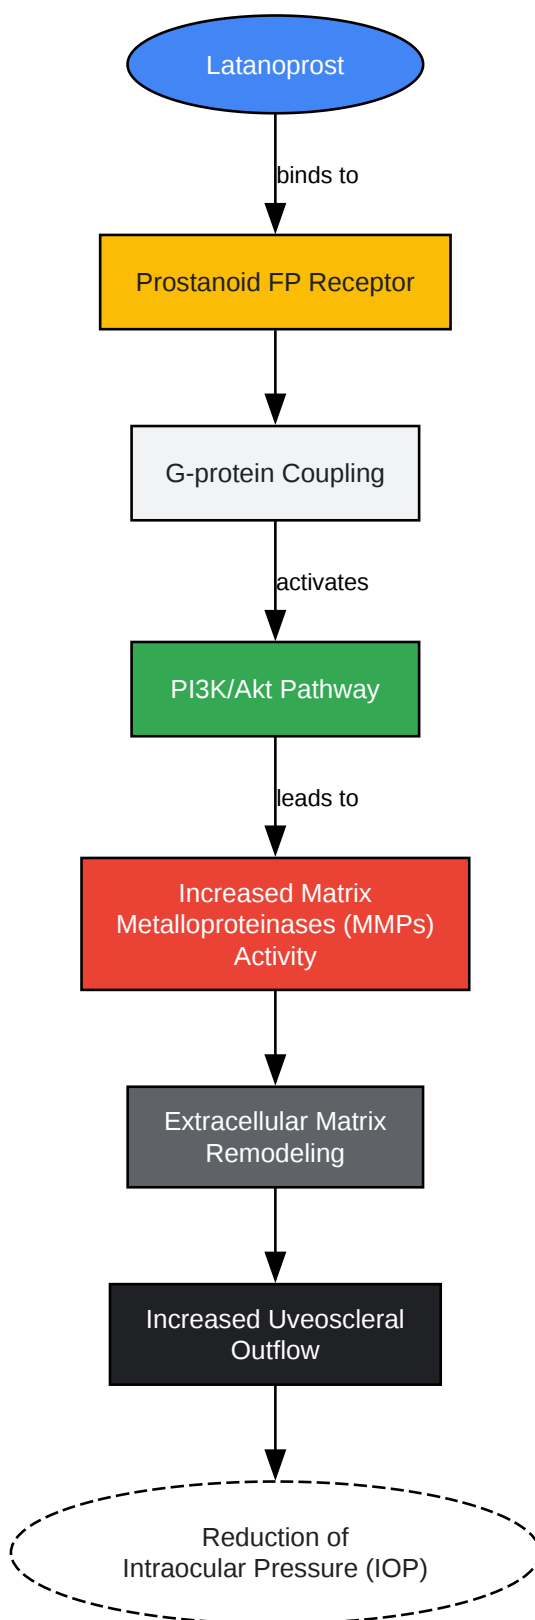 Latanoprost
binds to
Prostanoid FP Receptor
G-protein Coupling
activates
PI3K/Akt Pathway
leads to
Increased Matrix
Metalloproteinases (MMPs)
Activity
Extracellular Matrix
Remodeling
Increased Uveoscleral
Outflow
Reduction of
Intraocular Pressure (IOP)